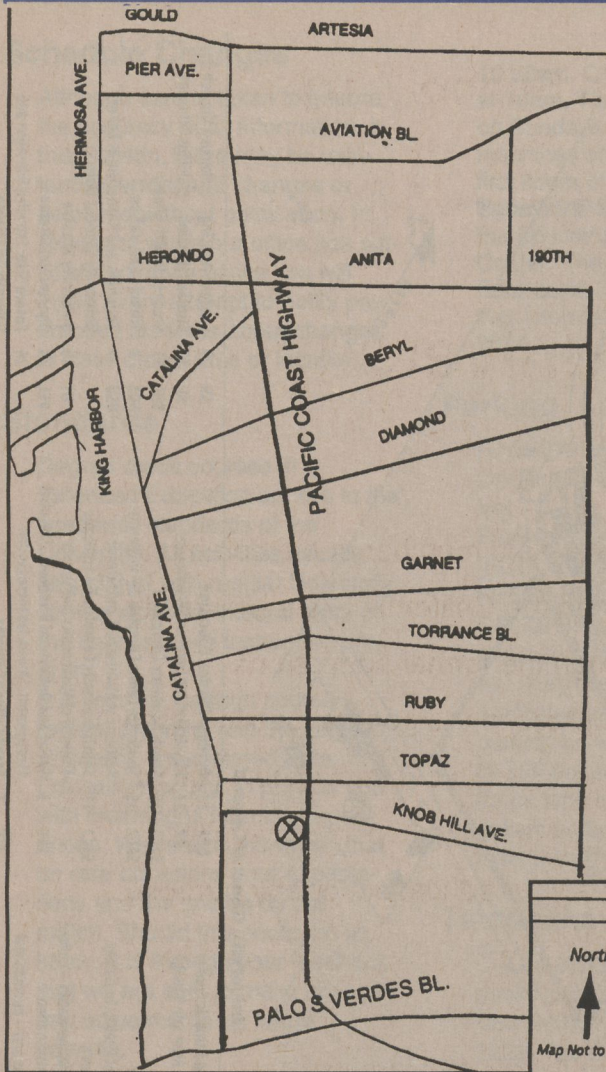 GOULD
ARTESIA
PIER AVE.
HERMOSA AVE.
AVIATION BL.
HERONDO
ANITA
190TH
CATALINA AVE.
PACIFIC COAST HIGHWAY
BERYL
DIAMOND
KING HARBOR
GARNET
CATALINA AVE.
TORRANCE BL.
RUBY
TOPAZ
KNOB HILL AVE.
PALOS VERDES BL.
Map Not to